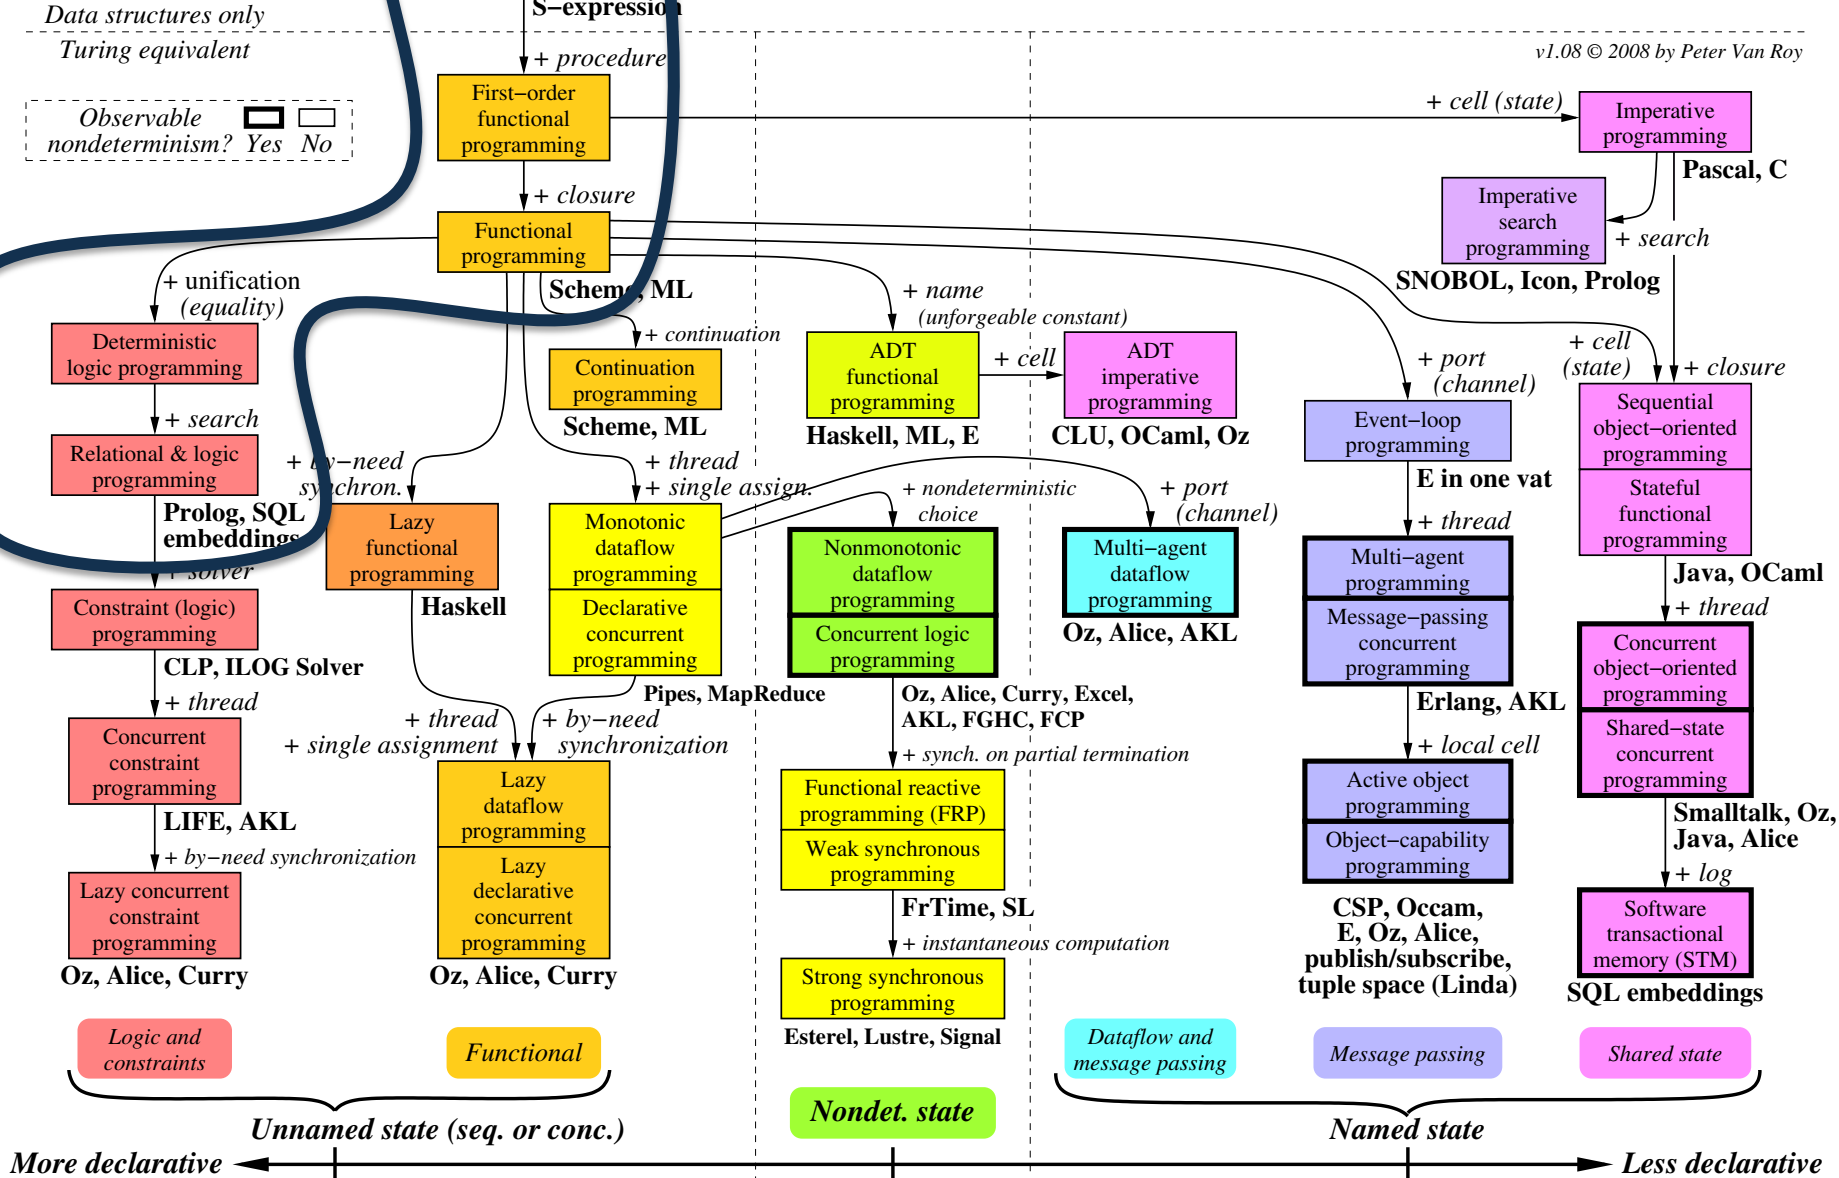 Data structures only
S−expression
Turing equivalent
v1.08 © 2008 by Peter Van Roy
+ procedure
Observable
nondeterminism? Yes No
First−order
functional
programming
+ cell (state)
Imperative
programming
Pascal, C
+ closure
Imperative
search
programming
+ search
SNOBOL, Icon, Prolog
Functional
programming
Scheme, ML
+ unification
(equality)
+ name
(unforgeable constant)
+ continuation
Deterministic
logic programming
Continuation
programming
Scheme, ML
ADT
functional
programming
Haskell, ML, E
+ cell
ADT
imperative
programming
CLU, OCaml, Oz
+ port
(channel)
+ cell
(state)
+ closure
Event−loop
programming
E in one vat
Sequential
object−oriented
programming
Stateful
functional
programming
Java, OCaml
+ search
Relational & logic
programming
Prolog, SQL
embeddings
+ by−need
synchron.
+ thread
+ single assign.
+ nondeterministic
choice
+ port
(channel)
+ thread
Lazy
functional
programming
Haskell
Monotonic
dataflow
programming
Declarative
concurrent
programming
Pipes, MapReduce
Nonmonotonic
dataflow
programming
Concurrent logic
programming
Oz, Alice, Curry, Excel,
AKL, FGHC, FCP
Multi−agent
dataflow
programming
Oz, Alice, AKL
Multi−agent
programming
Message−passing
concurrent
programming
Erlang, AKL
+ solver
Constraint (logic)
programming
CLP, ILOG Solver
+ thread
+ thread
Concurrent
object−oriented
programming
Shared−state
concurrent
programming
Smalltalk, Oz,
Java, Alice
+ thread
+ single assignment
+ by−need
synchronization
+ synch. on partial termination
+ local cell
Concurrent
constraint
programming
LIFE, AKL
Lazy
dataflow
programming
Lazy
declarative
concurrent
programming
Oz, Alice, Curry
Functional reactive
programming (FRP)
Weak synchronous
programming
FrTime, SL
Active object
programming
Object−capability
programming
CSP, Occam,
E, Oz, Alice,
publish/subscribe,
tuple space (Linda)
+ by−need synchronization
+ log
Lazy concurrent
constraint
programming
Oz, Alice, Curry
+ instantaneous computation
Strong synchronous
programming
Esterel, Lustre, Signal
Software
transactional
memory (STM)
SQL embeddings
Logic and
constraints
Functional
Dataflow and
message passing
Message passing
Shared state
Unnamed state (seq. or conc.)
Nondet. state
Named state
More declarative
Less declarative